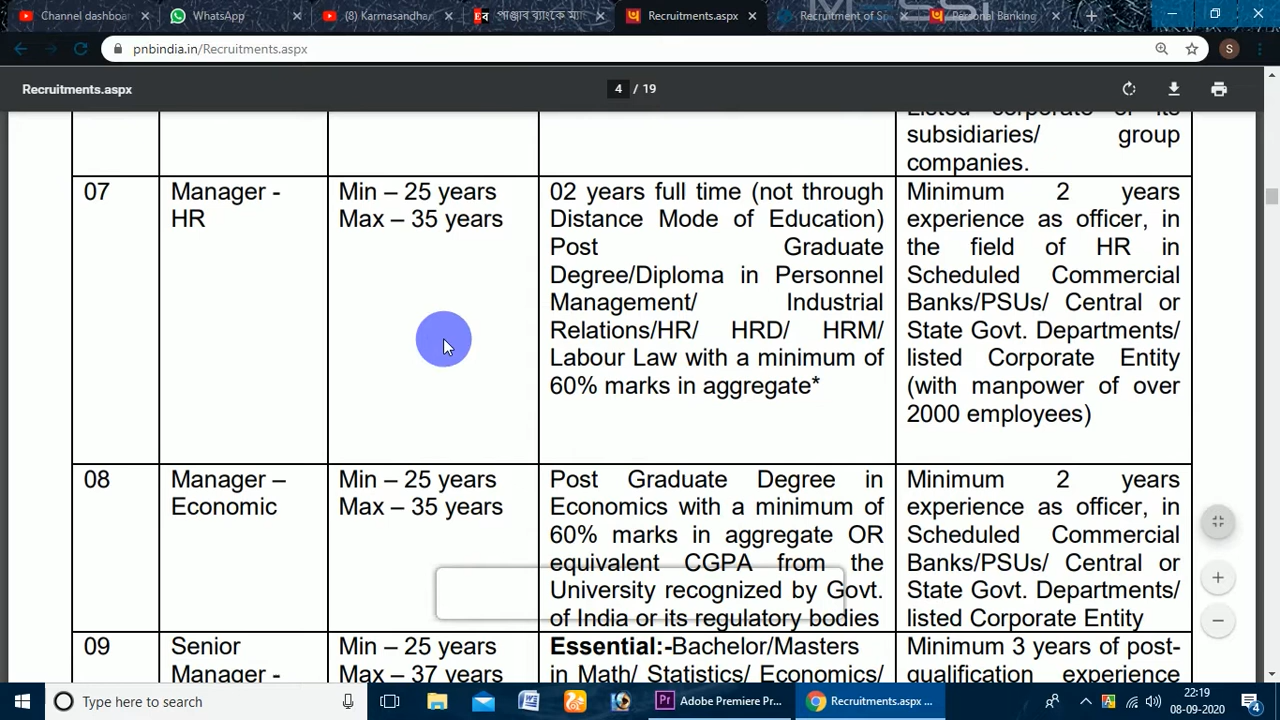 Channel dashboa
WhatsApp
(8) Karmasandha
পাঞ্জাব ব্যাংকে ম্যা
Recruitments.aspx
Recruitment of Sp
Personal Banking
pnbindia.in/Recruitments.aspx
S
Recruitments.aspx
4 / 19
Listed corporate or its
subsidiaries/ group
companies.
07
Manager -
HR
Min – 25 years
Max – 35 years
02 years full time (not through
Distance Mode of Education)
Post Graduate
Degree/Diploma in Personnel
Management/ Industrial
Relations/HR/ HRD/ HRM/
Labour Law with a minimum of
60% marks in aggregate*
Minimum 2 years
experience as officer, in
the field of HR in
Scheduled Commercial
Banks/PSUs/ Central or
State Govt. Departments/
listed Corporate Entity
(with manpower of over
2000 employees)
08
Manager –
Economic
Min – 25 years
Max – 35 years
Post Graduate Degree in
Economics with a minimum of
60% marks in aggregate OR
equivalent CGPA from the
University recognized by Govt.
of India or its regulatory bodies
Minimum 2 years
experience as officer, in
Scheduled Commercial
Banks/PSUs/ Central or
State Govt. Departments/
listed Corporate Entity
09
Senior
Manager-
Min – 25 years
Max – 37 years
Essential:-Bachelor/Masters
in Math/ Statistics/ Economics/
Minimum 3 years of post-
qualification experience
Type here to search
Adobe Premiere Pr...
Recruitments.aspx ...
22:19
08-09-2020
4